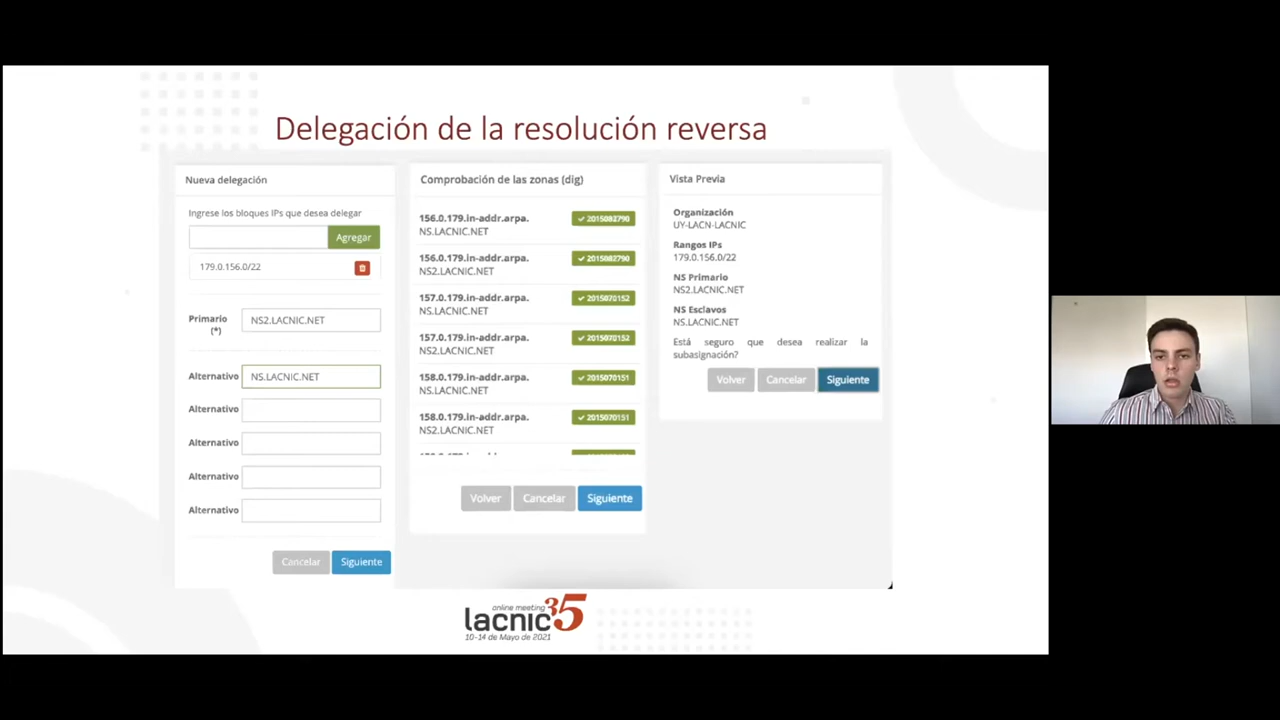 Delegación de la resolución reversa
Nueva delegación
Ingrese los bloques IPs que desea delegar
Agregar
179.0.156.0/22
Primario (*)
NS2.LACNIC.NET
Alternativo
NS.LACNIC.NET
Alternativo
Alternativo
Alternativo
Alternativo
Cancelar
Siguiente
Comprobación de las zonas (dig)
156.0.179.in-addr.arpa.
✓ 2015082790
NS.LACNIC.NET
156.0.179.in-addr.arpa.
✓ 2015082790
NS2.LACNIC.NET
157.0.179.in-addr.arpa.
✓ 2015070152
NS.LACNIC.NET
157.0.179.in-addr.arpa.
✓ 2015070152
NS2.LACNIC.NET
158.0.179.in-addr.arpa.
✓ 2015070151
NS.LACNIC.NET
158.0.179.in-addr.arpa.
✓ 2015070151
NS2.LACNIC.NET
Volver
Cancelar
Siguiente
Vista Previa
Organización
UY-LACN-LACNIC
Rangos IPs
179.0.156.0/22
NS Primario
NS2.LACNIC.NET
NS Esclavos
NS.LACNIC.NET
Está seguro que desea realizar la
subasignación?
Volver
Cancelar
Siguiente
online meeting
lacnic35
10-14 de Mayo de 2021